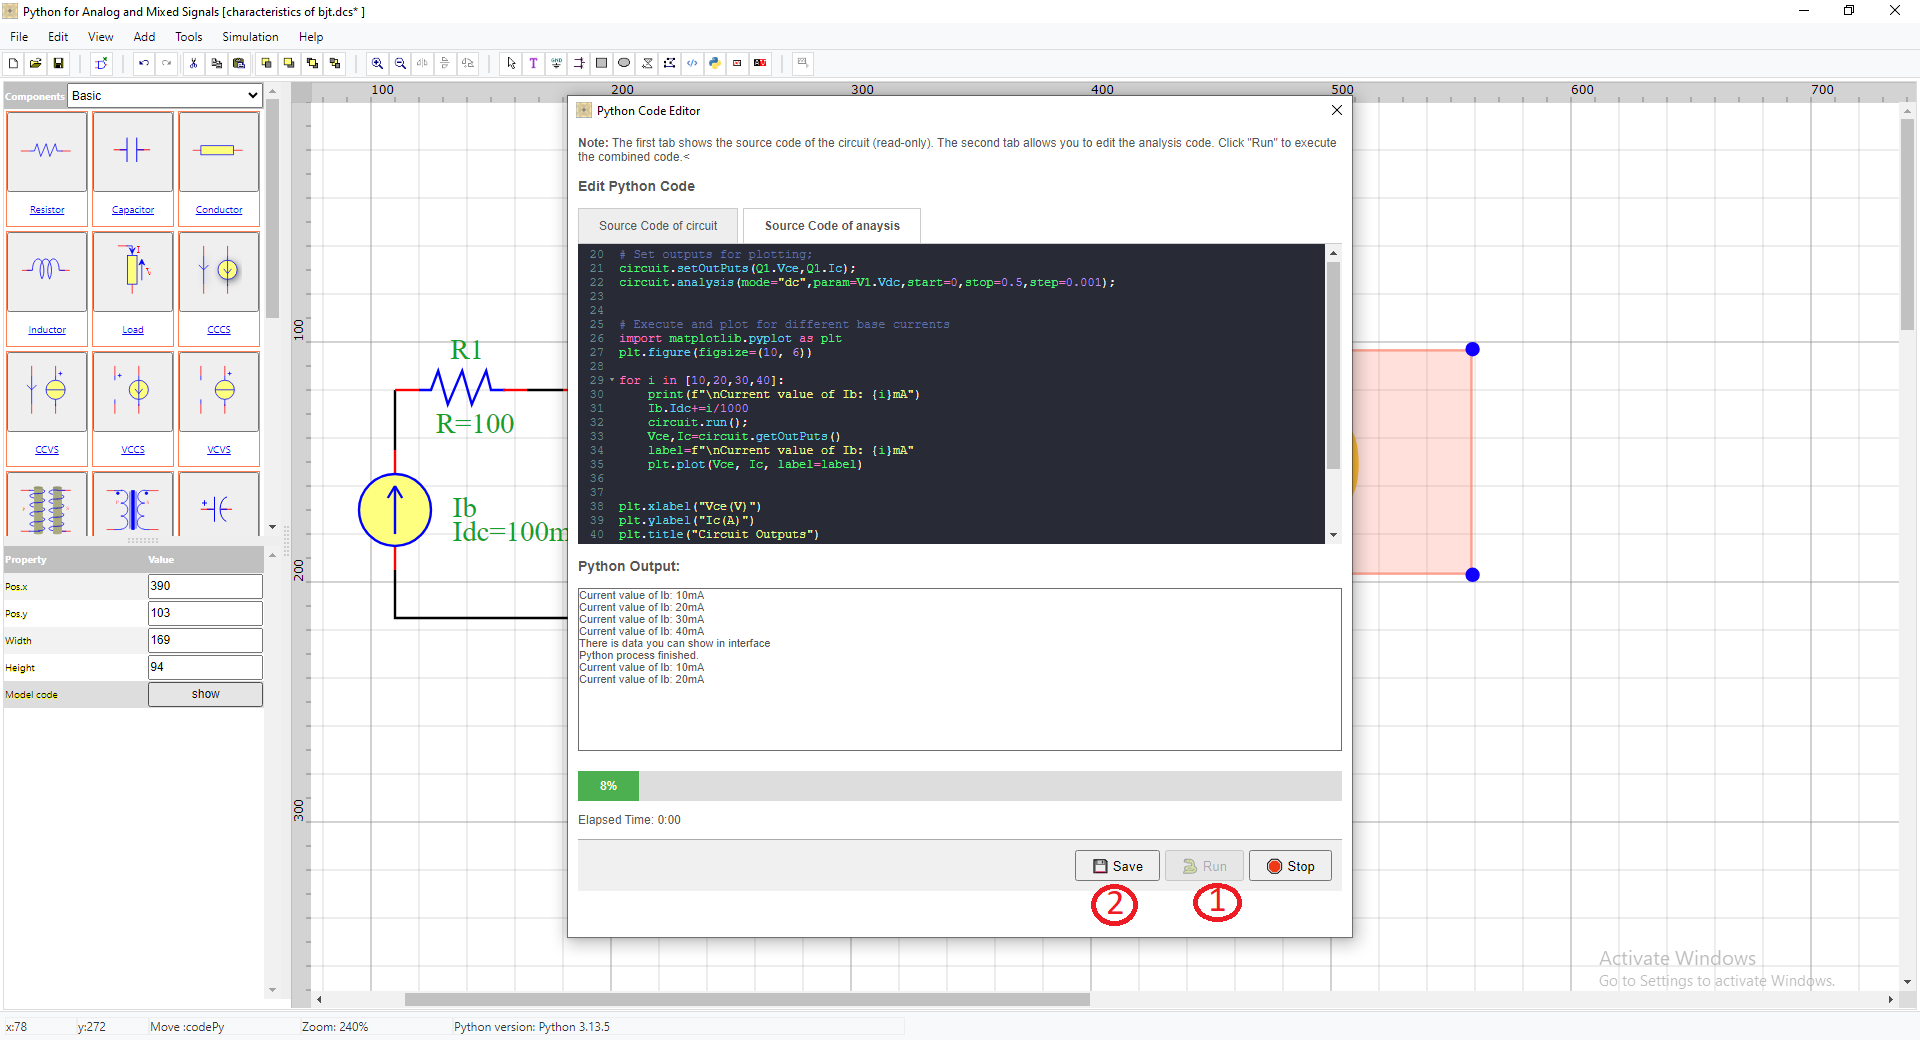 Python for Analog and Mixed Signals [characteristics of bjt.dcs* ]
File Edit View Add Tools Simulation Help
Components Basic
Resistor Capacitor Conductor
Inductor Load CCCS
CCVS VCCS VCVS
Property Value
Pos.x 390
Pos.y 103
Width 169
Height 94
Model code show
100 200 300 400 500 600 700
100
200
300
R1
R=100
Ib
Idc=100m
Python Code Editor
Note: The first tab shows the source code of the circuit (read-only). The second tab allows you to edit the analysis code. Click "Run" to execute
the combined code.<
Edit Python Code
Source Code of circuit Source Code of anaysis
20 # Set outputs for plotting;
21 circuit.setOutPuts(Q1.Vce,Q1.Ic);
22 circuit.analysis(mode="dc",param=V1.Vdc,start=0,stop=0.5,step=0.001);
23
24
25 # Execute and plot for different base currents
26 import matplotlib.pyplot as plt
27 plt.figure(figsize=(10, 6))
28
29 for i in [10,20,30,40]:
30 print(f"\nCurrent value of Ib: {i}mA")
31 Ib.Idc+=i/1000
32 circuit.run();
33 Vce,Ic=circuit.getOutPuts()
34 label=f"\nCurrent value of Ib: {i}mA"
35 plt.plot(Vce, Ic, label=label)
36
37
38 plt.xlabel("Vce(V)")
39 plt.ylabel("Ic(A)")
40 plt.title("Circuit Outputs")
Python Output:
Current value of Ib: 10mA
Current value of Ib: 20mA
Current value of Ib: 30mA
Current value of Ib: 40mA
There is data you can show in interface
Python process finished.
Current value of Ib: 10mA
Current value of Ib: 20mA
8%
Elapsed Time: 0:00
Save Run Stop
2 1
Activate Windows
Go to Settings to activate Windows.
x:78 y:272 Move :codePy Zoom: 240% Python version: Python 3.13.5